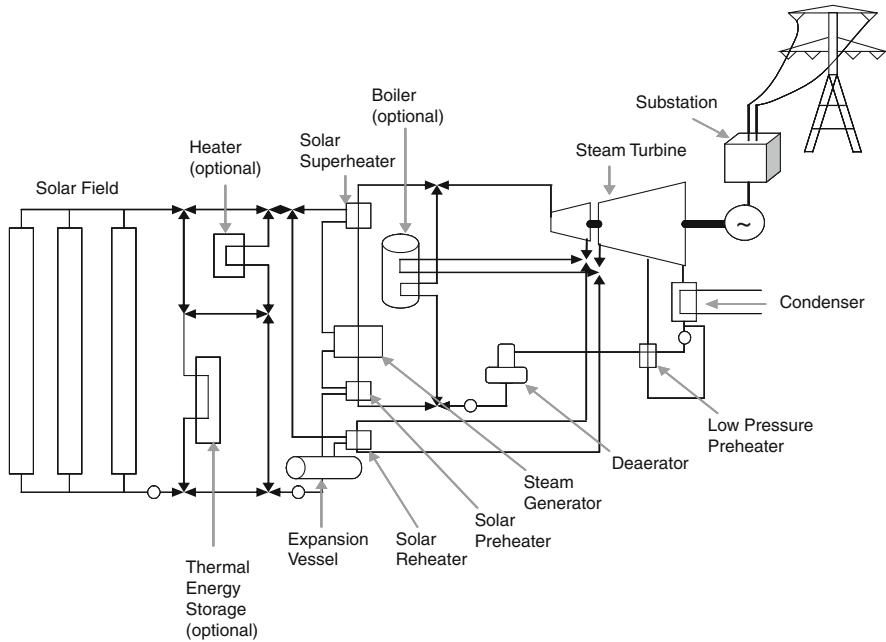 Substation
Boiler
(optional)
Heater
(optional)
Solar
Superheater
Steam Turbine
Solar Field
~
Condenser
Low Pressure
Preheater
Deaerator
Steam
Generator
Solar
Preheater
Solar
Reheater
Expansion
Vessel
Thermal
Energy
Storage
(optional)